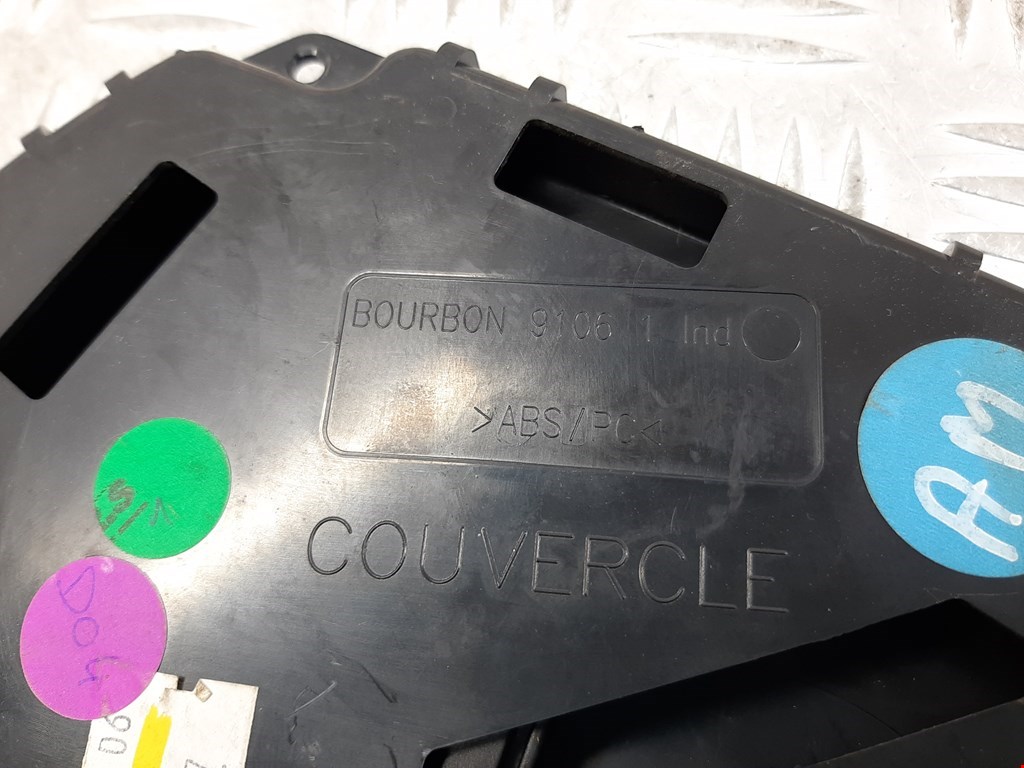 BOURBON 9106 1 Ind
>ABS/PC<
COUVERCLE
AM
D04